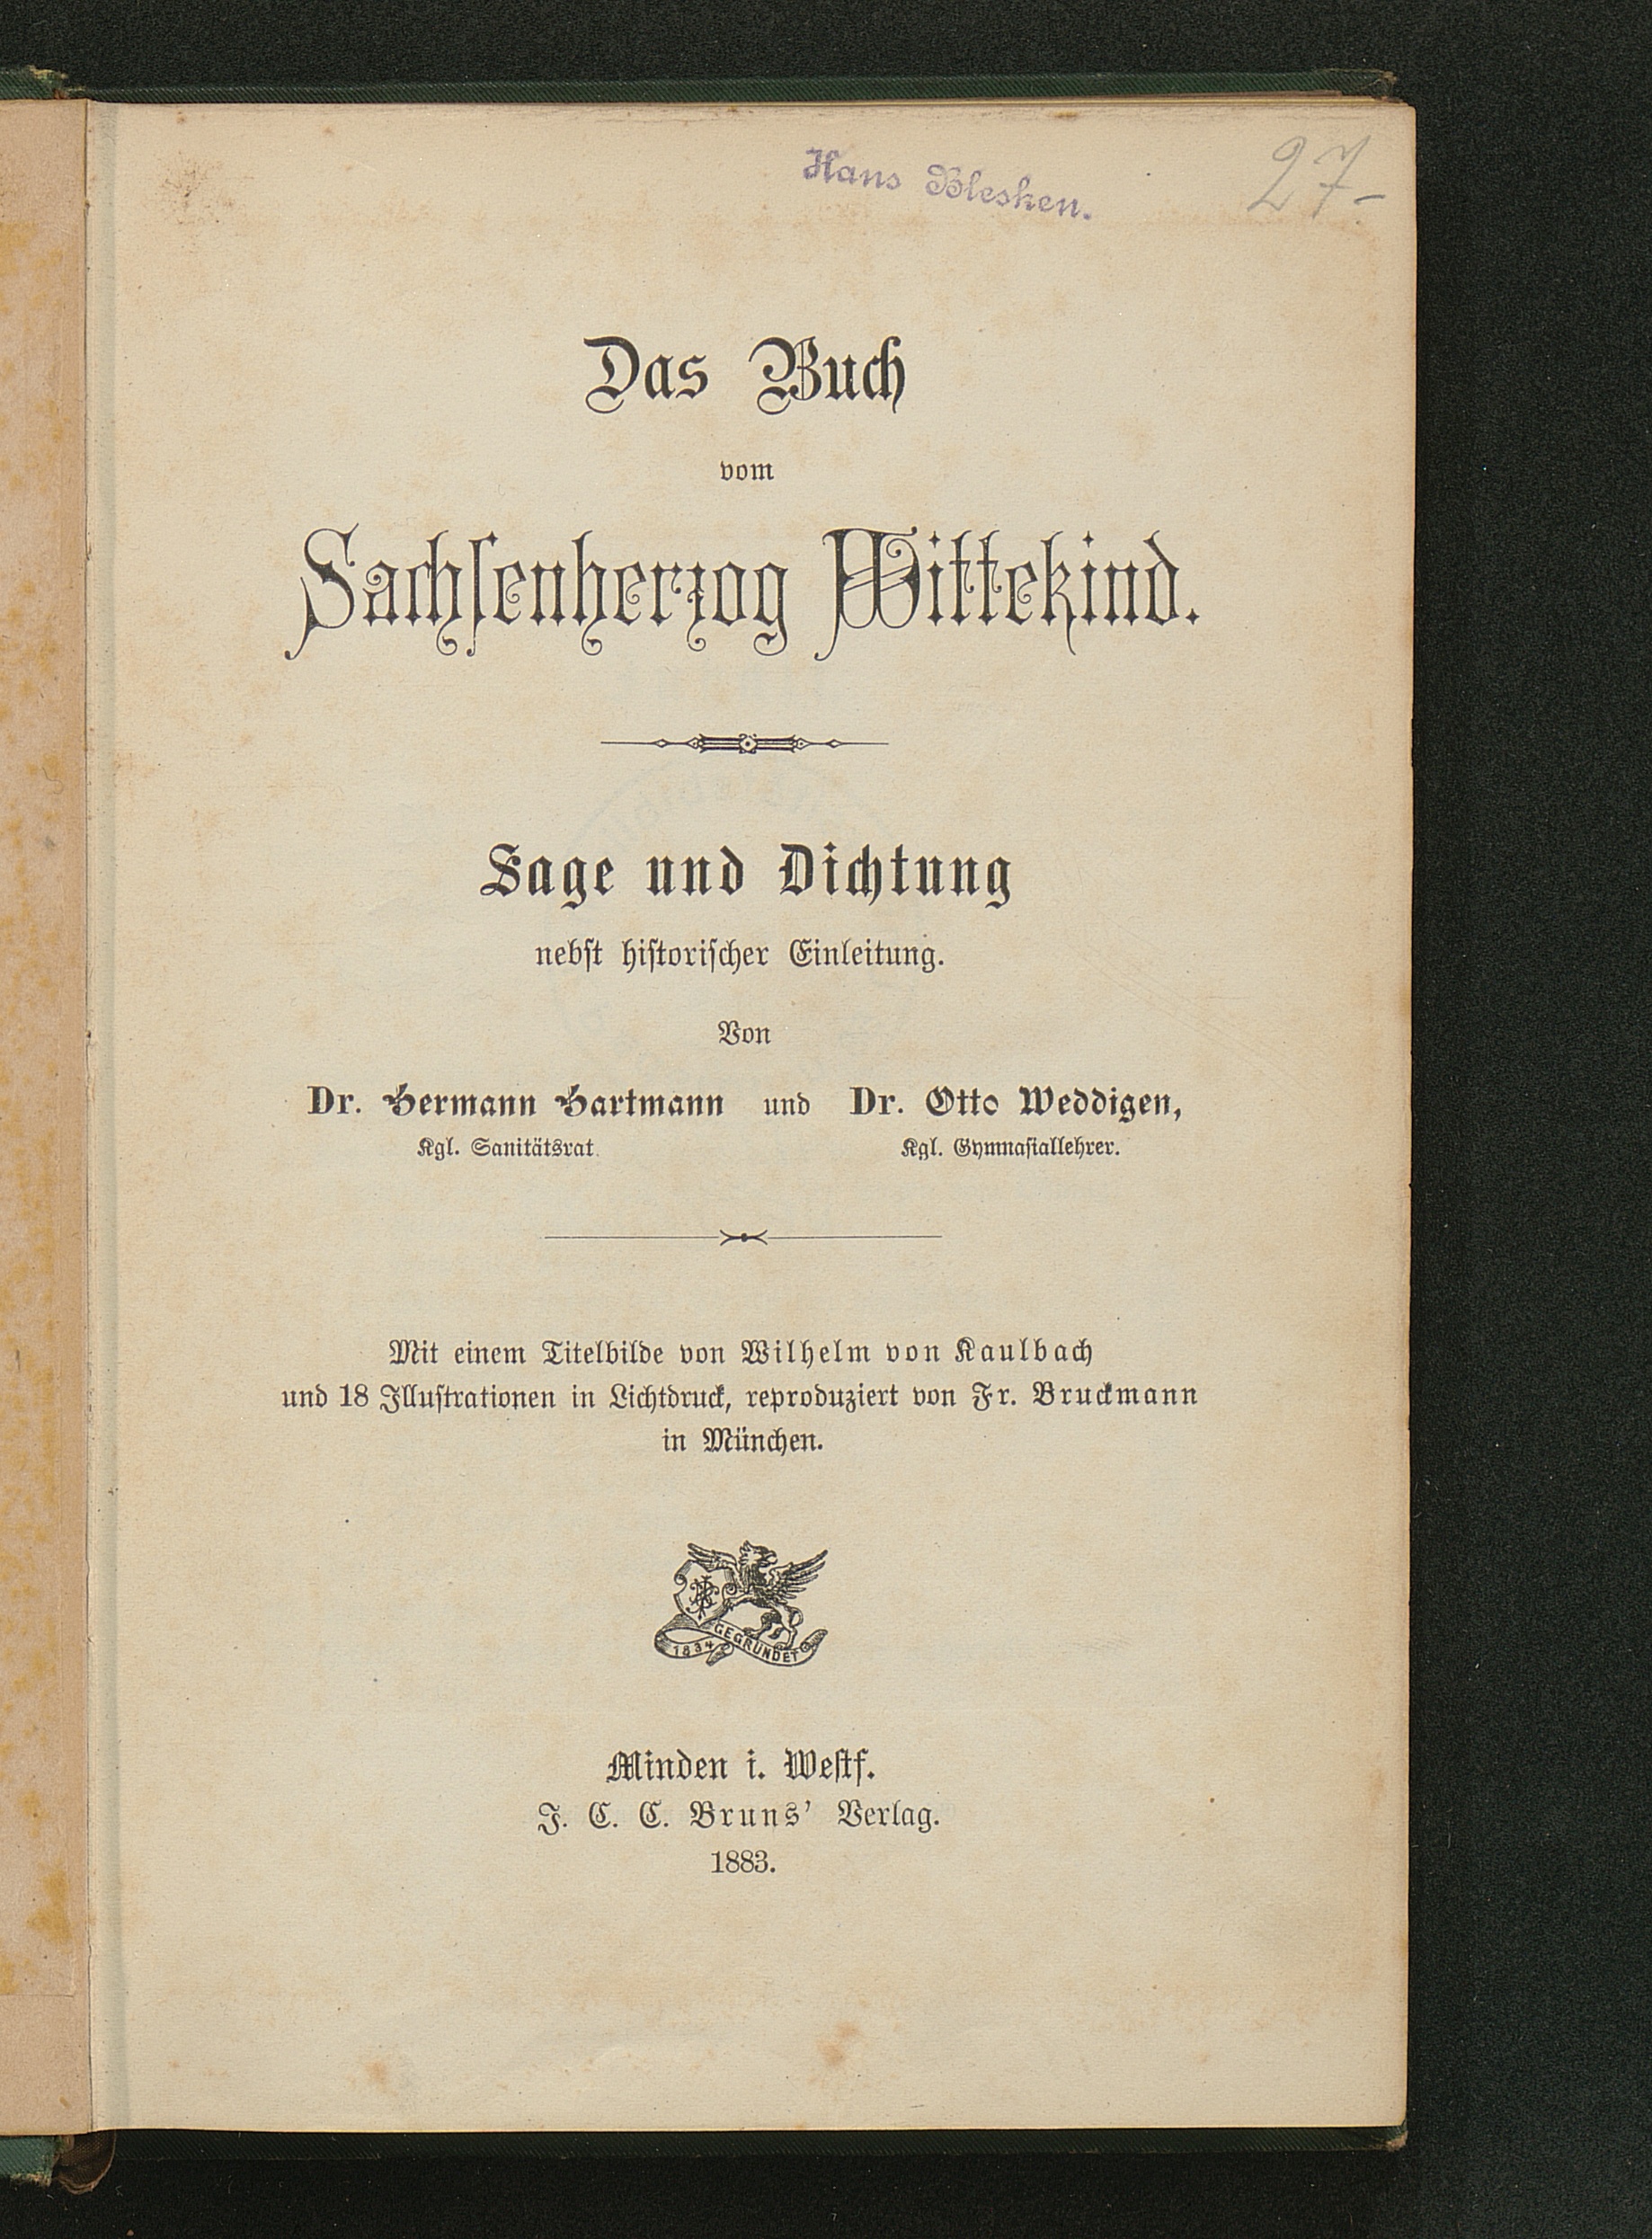 Hans Blesken.
27-
Das Buch
vom
Sachſenherzog Wittekind.
Sage und Dichtung
nebſt hiſtoriſcher Einleitung.
Von
Dr. Hermann Hartmann und Dr. Otto Weddigen,
Kgl. Sanitätsrat.
Kgl. Gymnaſiallehrer.
Mit einem Titelbilde von Wilhelm von Kaulbach
und 18 Illuſtrationen in Lichtdruck, reproduziert von Fr. Bruckmann
in München.
1834 GEGRÜNDET
Minden i. Weſtf.
J. C. C. Bruns' Verlag.
1883.